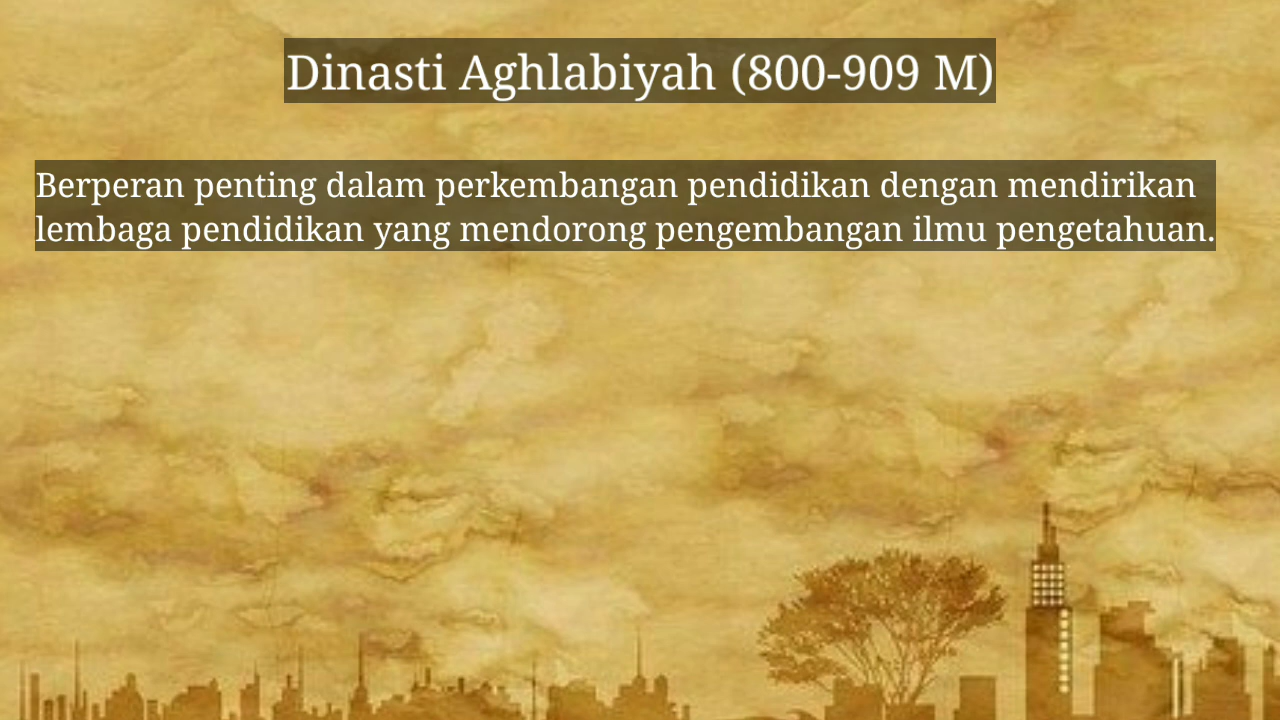 Dinasti Aghlabiyah (800-909 M)
Berperan penting dalam perkembangan pendidikan dengan mendirikan
lembaga pendidikan yang mendorong pengembangan ilmu pengetahuan.